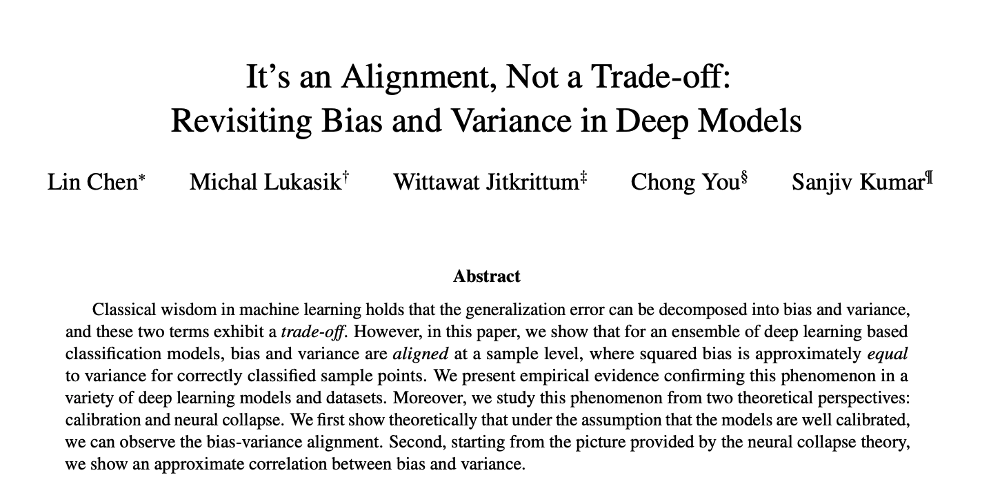 It's an Alignment, Not a Trade-off:
Revisiting Bias and Variance in Deep Models
Lin Chen* Michal Lukasik† Wittawat Jitkrittum‡ Chong You§ Sanjiv Kumar¶
Abstract
Classical wisdom in machine learning holds that the generalization error can be decomposed into bias and variance,
and these two terms exhibit a trade-off. However, in this paper, we show that for an ensemble of deep learning based
classification models, bias and variance are aligned at a sample level, where squared bias is approximately equal
to variance for correctly classified sample points. We present empirical evidence confirming this phenomenon in a
variety of deep learning models and datasets. Moreover, we study this phenomenon from two theoretical perspectives:
calibration and neural collapse. We first show theoretically that under the assumption that the models are well calibrated,
we can observe the bias-variance alignment. Second, starting from the picture provided by the neural collapse theory,
we show an approximate correlation between bias and variance.